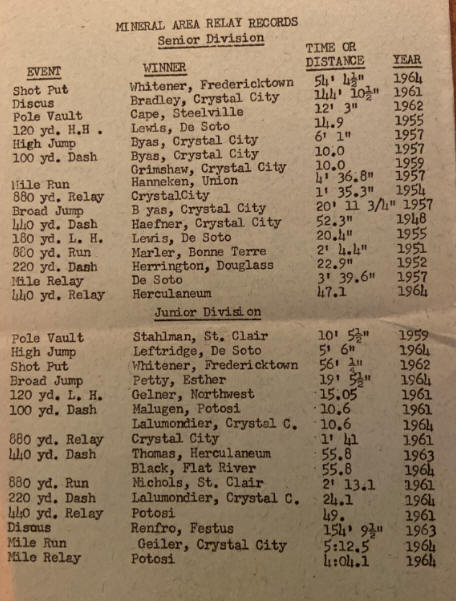 MINERAL AREA RELAY RECORDS
Senior Division
EVENT WINNER TIME OR DISTANCE YEAR
Shot Put Whitener, Fredericktown 54' 4½" 1964
Discus Bradley, Crystal City 144' 10½" 1961
Pole Vault Cape, Steelville 12' 3" 1962
120 yd. H.H. Lewis, De Soto 14.9 1955
High Jump Byas, Crystal City 6' 1" 1957
100 yd. Dash Byas, Crystal City 10.0 1957
Grimshaw, Crystal City 10.0 1959
Mile Run Hanneken, Union 4' 36.8" 1957
880 yd. Relay CrystalCity 1' 35.3" 1954
Broad Jump B yas, Crystal City 20' 11 3/4" 1957
440 yd. Dash Haefner, Crystal City 52.3" 1948
180 yd. L. H. Lewis, De Soto 20.4" 1955
880 yd. Run Marler, Bonne Terre 2' 4.4" 1951
220 yd. Dash Herrington, Douglass 22.9" 1952
Mile Relay De Soto 3' 39.6" 1957
440 yd. Relay Herculaneum 47.1 1964
Junior Division
Pole Vault Stahlman, St. Clair 10' 5½" 1959
High Jump Leftridge, De Soto 5' 6" 1964
Shot Put Whitener, Fredericktown 56' ½" 1962
Broad Jump Petty, Esther 19' 5½" 1964
120 yd. L. H. Gelner, Northwest 15.05 1961
100 yd. Dash Malugen, Potosi 10.6 1961
Lalumondier, Crystal C. 10.6 1964
880 yd. Relay Crystal City 1' 41 1961
440 yd. Dash Thomas, Herculaneum 55.8 1963
Black, Flat River 55.8 1964
880 yd. Run Nichols, St. Clair 2' 13.1 1961
220 yd. Dash Lalumondier, Crystal C. 24.1 1964
440 yd. Relay Potosi 49. 1961
Discus Renfro, Festus 154' 9½" 1963
Mile Run Geiler, Crystal City 5:12.5 1964
Mile Relay Potosi 4:04.1 1964